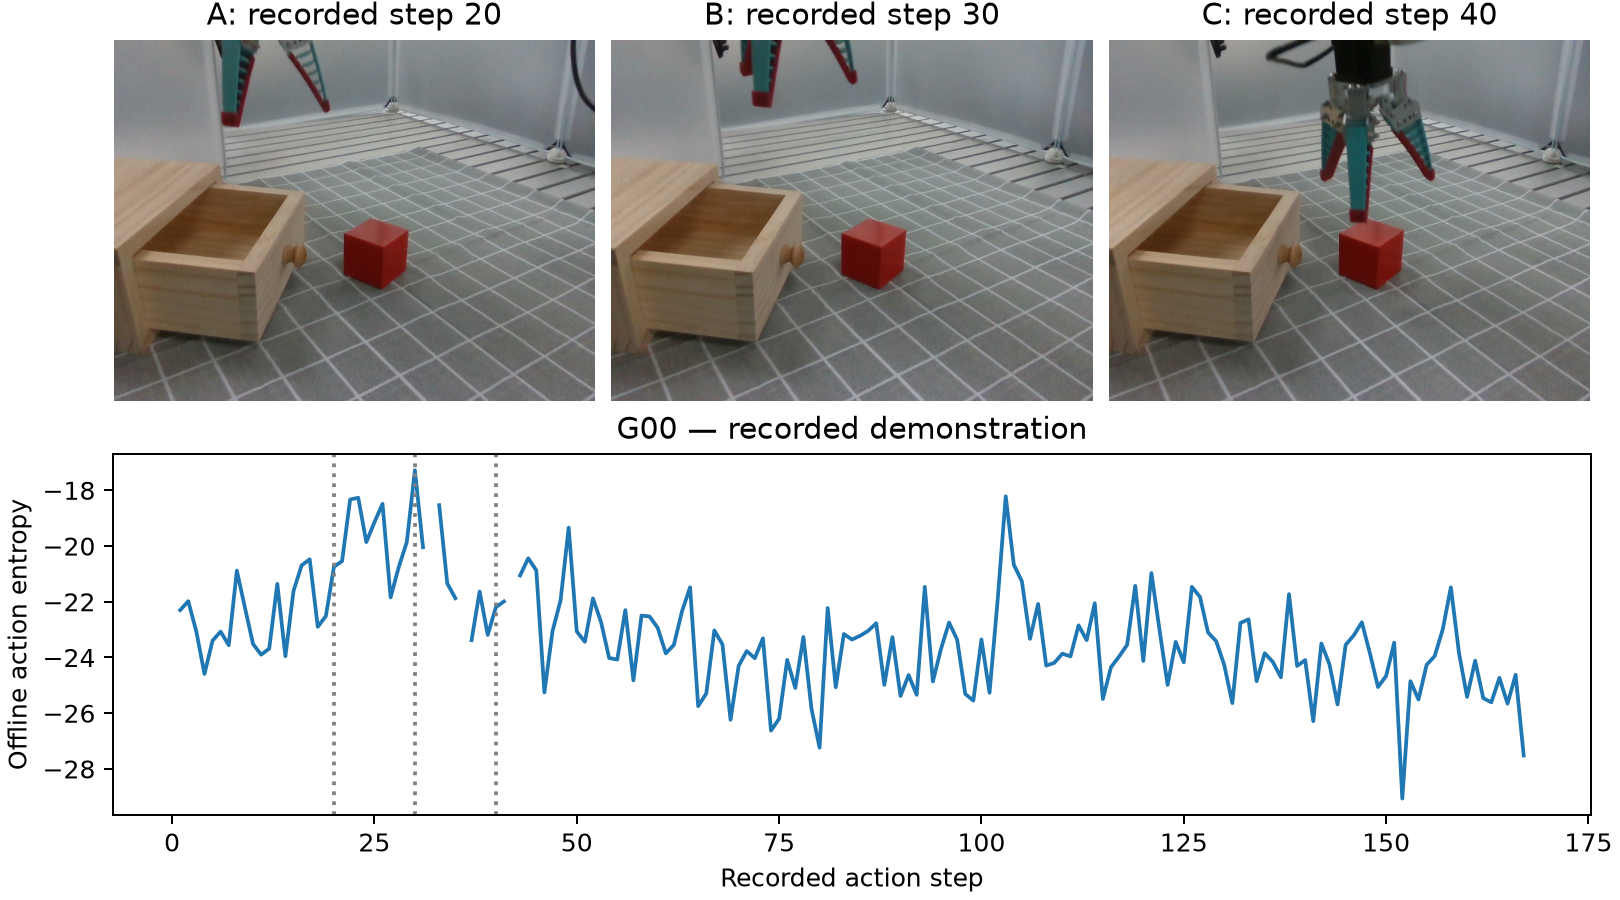 A: recorded step 20
B: recorded step 30
C: recorded step 40
G00 — recorded demonstration
Offline action entropy
−18
−20
−22
−24
−26
−28
0
25
50
75
100
125
150
175
Recorded action step